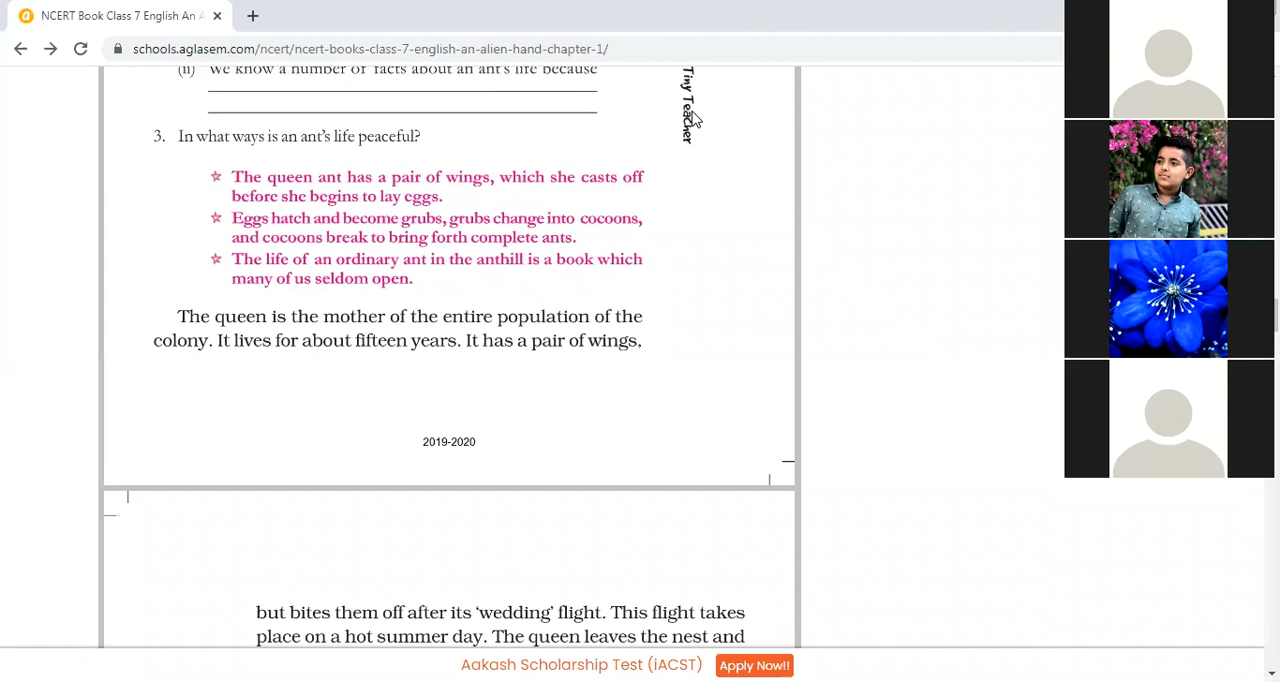 NCERT Book Class 7 English An A
schools.aglasem.com/ncert/ncert-books-class-7-english-an-alien-hand-chapter-1/
(ii) We know a number of facts about an ant's life because
Tiny Teacher
3. In what ways is an ant's life peaceful?
The queen ant has a pair of wings, which she casts off
before she begins to lay eggs.
Eggs hatch and become grubs, grubs change into cocoons,
and cocoons break to bring forth complete ants.
The life of an ordinary ant in the anthill is a book which
many of us seldom open.
The queen is the mother of the entire population of the
colony. It lives for about fifteen years. It has a pair of wings,
2019-2020
but bites them off after its ‘wedding’ flight. This flight takes
place on a hot summer day. The queen leaves the nest and
Aakash Scholarship Test (iACST) Apply Now!!